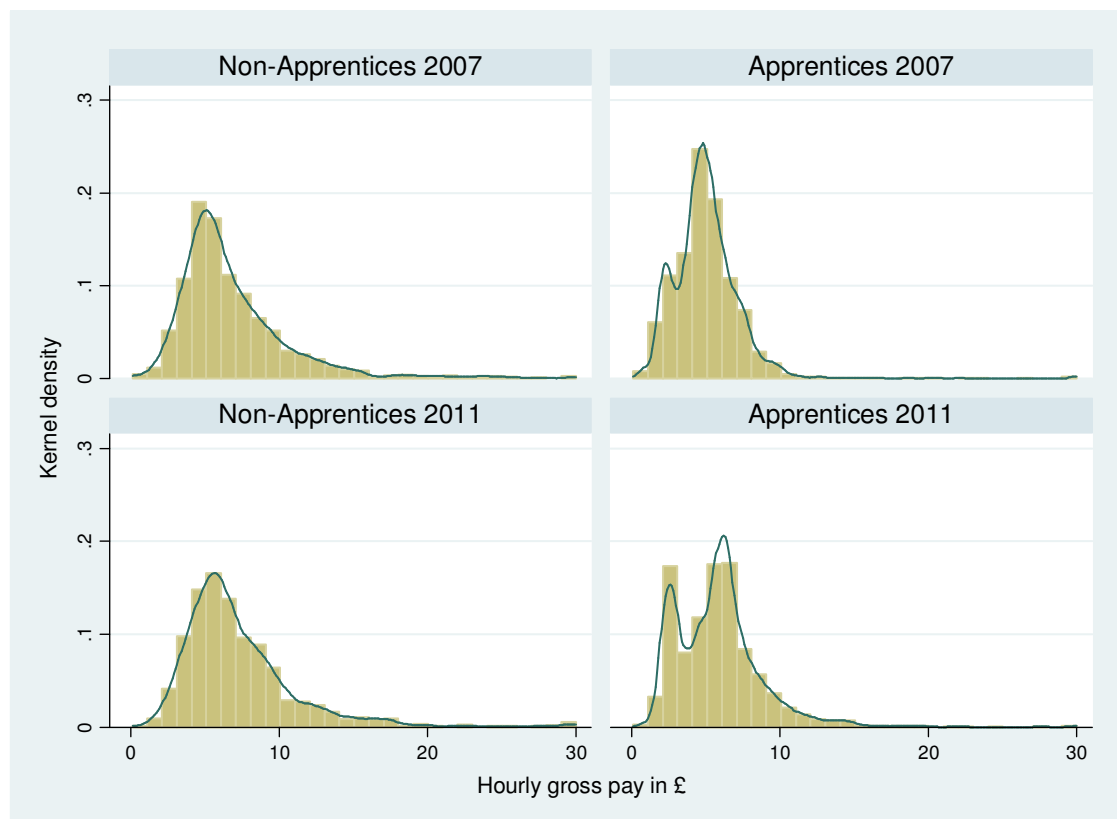 Non-Apprentices 2007
Apprentices 2007
.3
.2
.1
0
Non-Apprentices 2011
Apprentices 2011
.3
.2
.1
0
Kernel density
0 10 20 30 0 10 20 30
Hourly gross pay in £